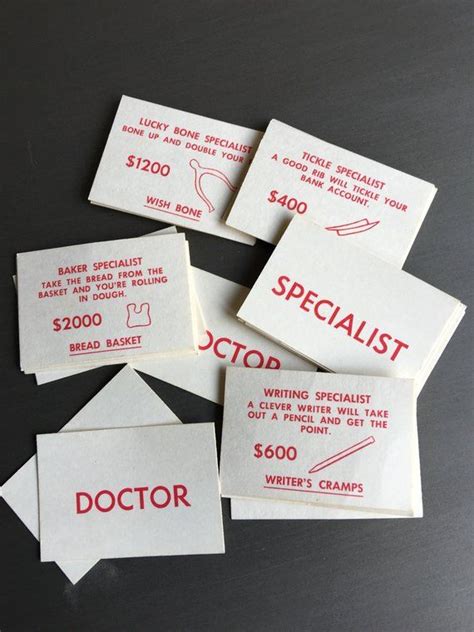 LUCKY BONE SPECIALIST
BONE UP AND DOUBLE YOUR
$1200
WISH BONE
TICKLE SPECIALIST
A GOOD RIB WILL TICKLE YOUR
BANK ACCOUNT.
$400
BAKER SPECIALIST
TAKE THE BREAD FROM THE
BASKET AND YOU'RE ROLLING
IN DOUGH.
$2000
BREAD BASKET
SPECIALIST
DOCTOR
WRITING SPECIALIST
A CLEVER WRITER WILL TAKE
OUT A PENCIL AND GET THE
POINT.
$600
WRITER'S CRAMPS
DOCTOR